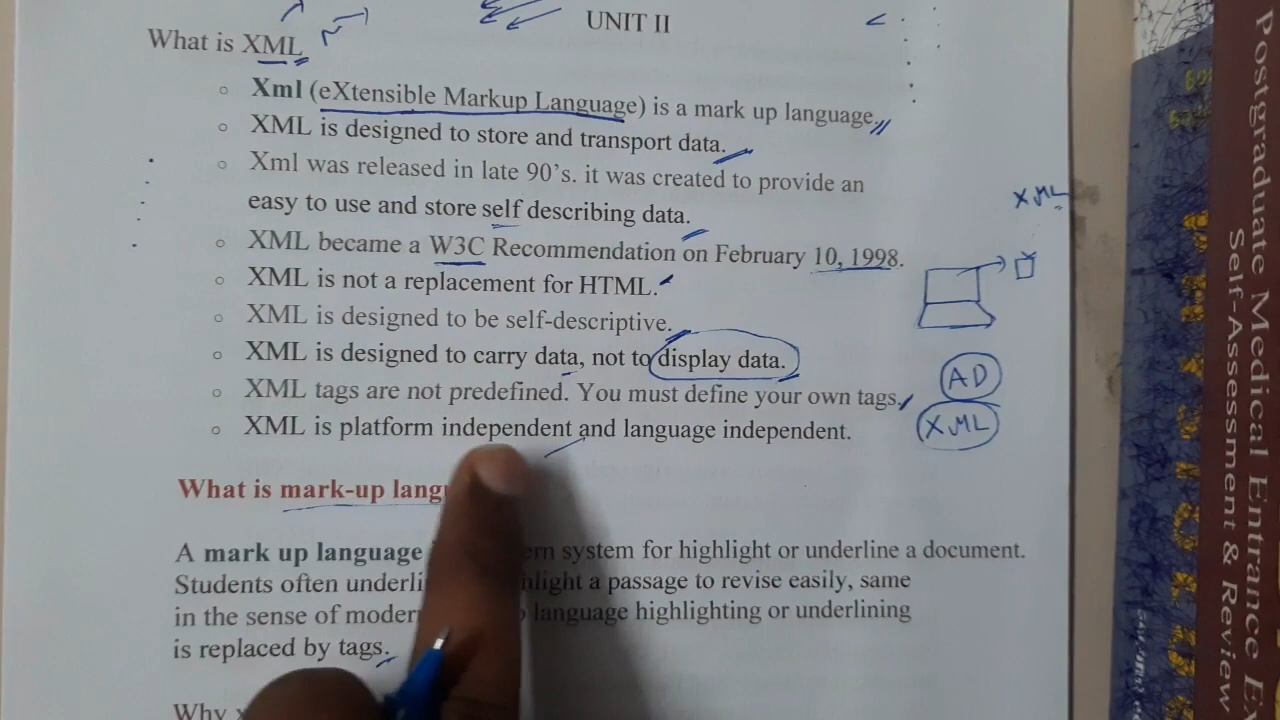 UNIT II
What is XML
Xml (eXtensible Markup Language) is a mark up language.
XML is designed to store and transport data.
Xml was released in late 90's. it was created to provide an
easy to use and store self describing data.
XML
XML became a W3C Recommendation on February 10, 1998.
XML is not a replacement for HTML.
XML is designed to be self-descriptive.
XML is designed to carry data, not to display data.
AD
XML tags are not predefined. You must define your own tags.
XML
XML is platform independent and language independent.
What is mark-up
A mark up language system for highlight or underline a document.
Students often a passage to revise easily, same
in the sense of language highlighting or underlining
is replaced by tags.
Why
Postgraduate Medical Entrance
Self-Assessment & Review